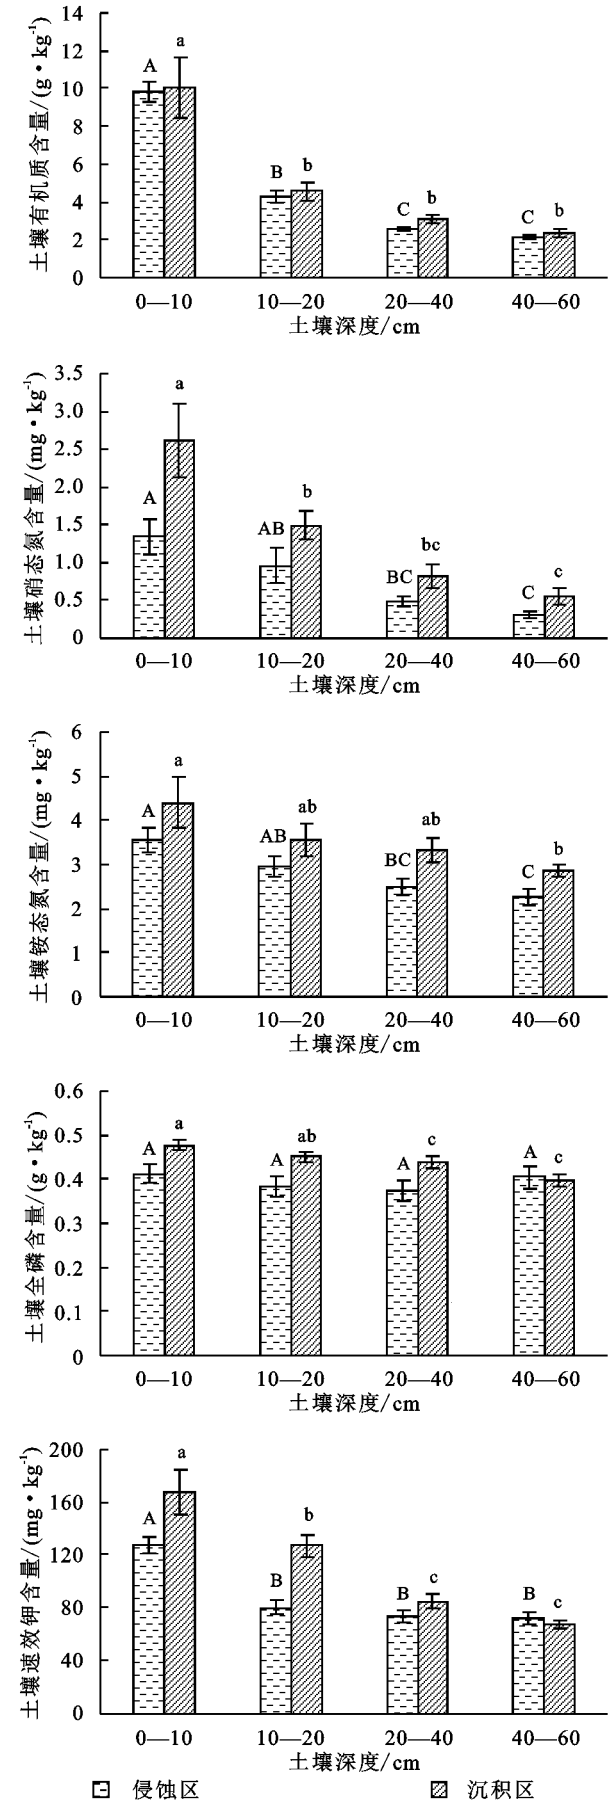 土壤有机质含量/(g·kg⁻¹)
14
12
10
8
6
4
2
0
A a
B b
C b
C b
0—10 10—20 20—40 40—60
土壤深度/cm
土壤硝态氮含量/(mg·kg⁻¹)
3.5
3.0
2.5
2.0
1.5
1.0
0.5
0
A a
AB b
BC bc
C c
0—10 10—20 20—40 40—60
土壤深度/cm
土壤铵态氮含量/(mg·kg⁻¹)
6
5
4
3
2
1
0
A a
AB ab
BC ab
C b
0—10 10—20 20—40 40—60
土壤深度/cm
土壤全磷含量/(g·kg⁻¹)
0.6
0.5
0.4
0.3
0.2
0.1
0
A a
A ab
A c
A c
0—10 10—20 20—40 40—60
土壤深度/cm
土壤速效钾含量/(mg·kg⁻¹)
200
160
120
80
40
0
A a
B b
B c
B c
0—10 10—20 20—40 40—60
土壤深度/cm
侵蚀区 沉积区